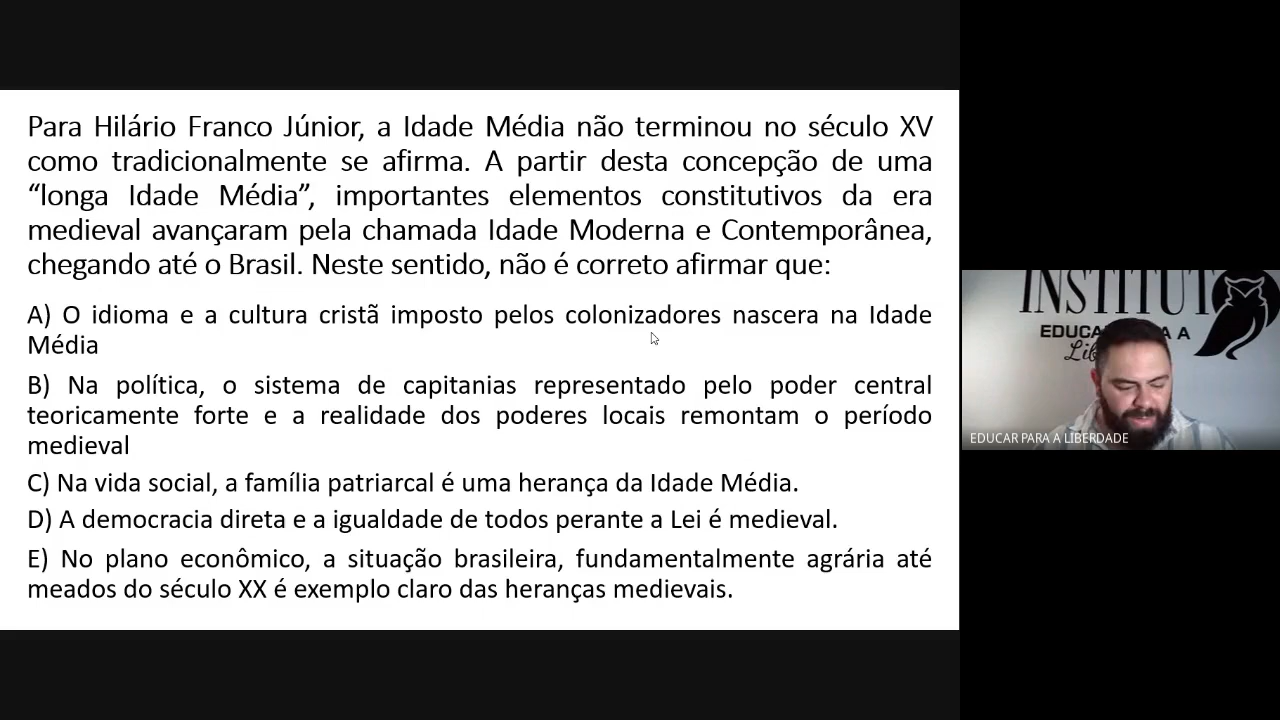 Para Hilário Franco Júnior, a Idade Média não terminou no século XV
como tradicionalmente se afirma. A partir desta concepção de uma
“longa Idade Média”, importantes elementos constitutivos da era
medieval avançaram pela chamada Idade Moderna e Contemporânea,
chegando até o Brasil. Neste sentido, não é correto afirmar que:
A) O idioma e a cultura cristã imposto pelos colonizadores nascera na Idade
Média
B) Na política, o sistema de capitanias representado pelo poder central
teoricamente forte e a realidade dos poderes locais remontam o período
medieval
C) Na vida social, a família patriarcal é uma herança da Idade Média.
D) A democracia direta e a igualdade de todos perante a Lei é medieval.
E) No plano econômico, a situação brasileira, fundamentalmente agrária até
meados do século XX é exemplo claro das heranças medievais.
INSTITUT
EDUCA A A
Lib
EDUCAR PARA A LIBERDADE